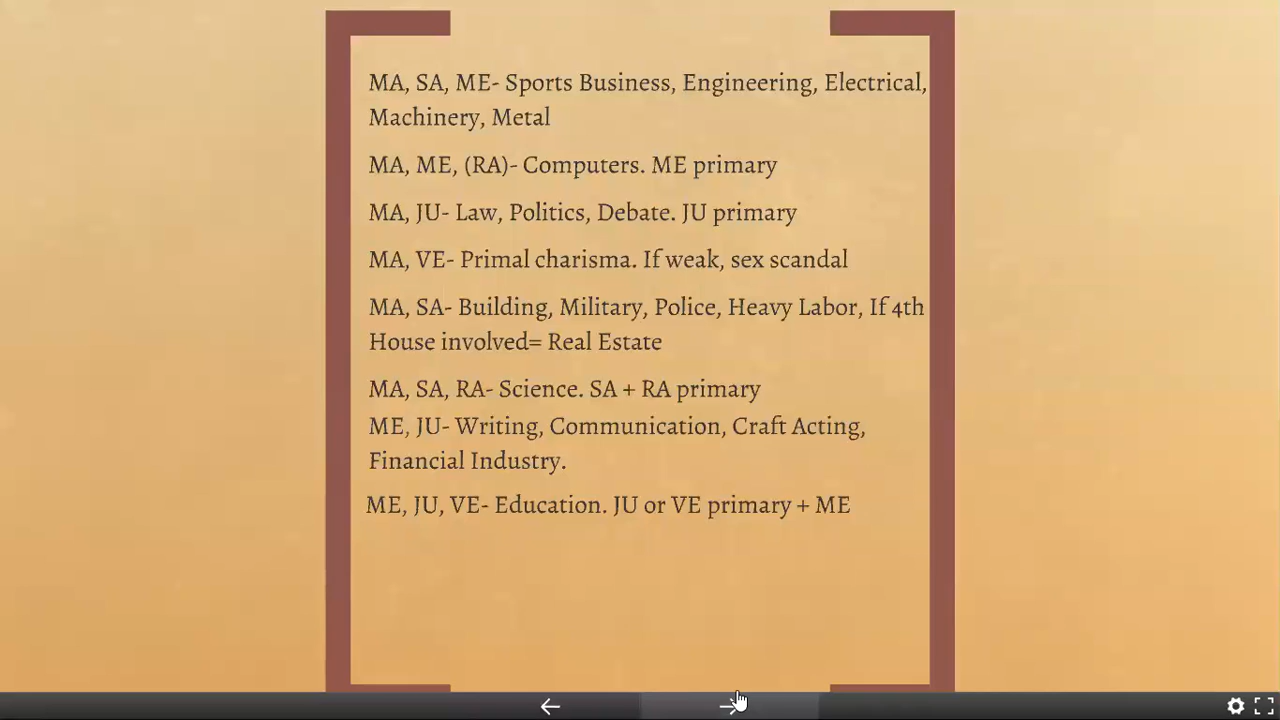 MA, SA, ME- Sports Business, Engineering, Electrical,
Machinery, Metal
MA, ME, (RA)- Computers. ME primary
MA, JU- Law, Politics, Debate. JU primary
MA, VE- Primal charisma. If weak, sex scandal
MA, SA- Building, Military, Police, Heavy Labor, If 4th
House involved= Real Estate
MA, SA, RA- Science. SA + RA primary
ME, JU- Writing, Communication, Craft Acting,
Financial Industry.
ME, JU, VE- Education. JU or VE primary + ME